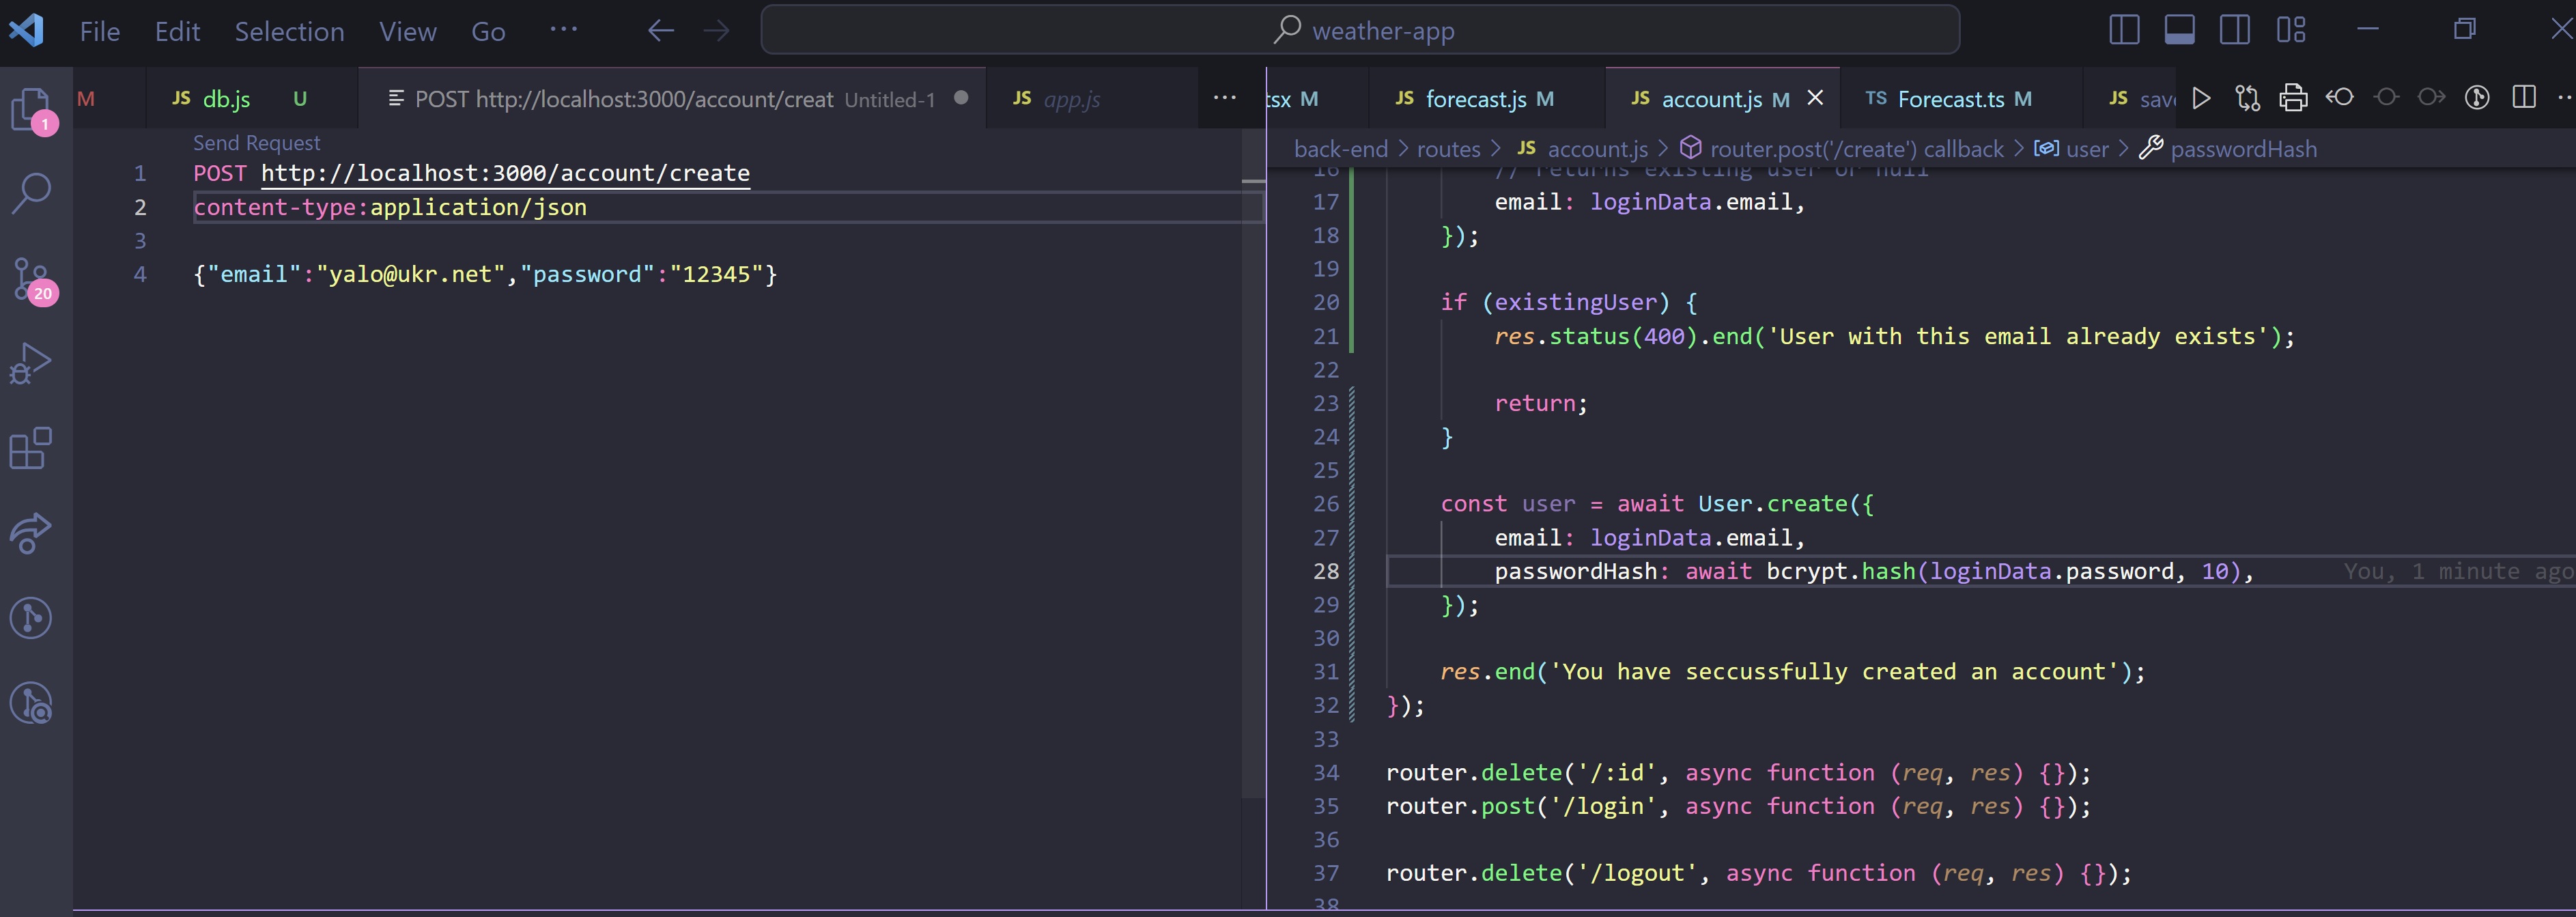 File Edit Selection View Go ··· weather-app
M JS db.js U POST http://localhost:3000/account/creat Untitled-1 JS app.js ···
Send Request
1 POST http://localhost:3000/account/create
2 content-type:application/json
3
4 {"email":"yalo@ukr.net","password":"12345"}
1
20
tsx M JS forecast.js M JS account.js M TS Forecast.ts M JS save
back-end > routes > JS account.js > router.post('/create') callback > user > passwordHash
16 // returns existing user or null
17 email: loginData.email,
18 });
19
20 if (existingUser) {
21 res.status(400).end('User with this email already exists');
22
23 return;
24 }
25
26 const user = await User.create({
27 email: loginData.email,
28 passwordHash: await bcrypt.hash(loginData.password, 10), You, 1 minute ago
29 });
30
31 res.end('You have seccussfully created an account');
32 });
33
34 router.delete('/:id', async function (req, res) {});
35 router.post('/login', async function (req, res) {});
36
37 router.delete('/logout', async function (req, res) {});
38